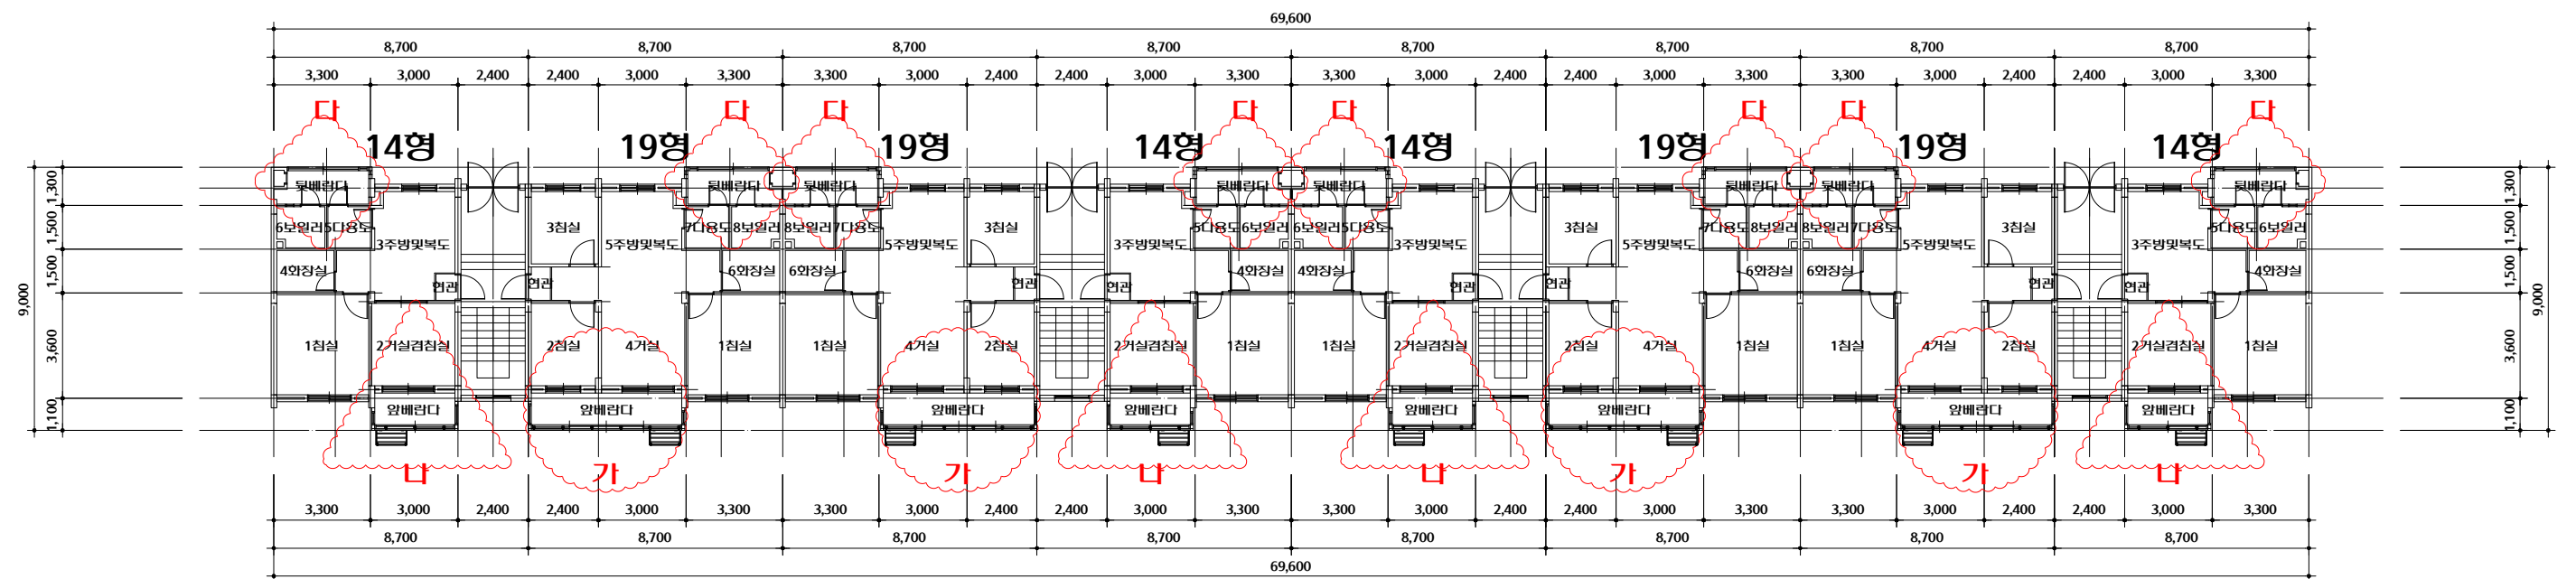 69,600
8,700 8,700 8,700 8,700 8,700 8,700 8,700 8,700
3,300 3,000 2,400 2,400 3,000 3,300 3,300 3,000 2,400 2,400 3,000 3,300 3,300 3,000 2,400 2,400 3,000 3,300 3,300 3,000 2,400 2,400 3,000 3,300
다 다 다 다 다 다 다 다
14형 19형 19형 14형 14형 19형 19형 14형
1,300 뒷베란다 뒷베란다 뒷베란다 뒷베란다 뒷베란다 뒷베란다 뒷베란다 뒷베란다 1,300
1,500 6보일러 5다용도 3침실 7다용도 8보일러 8보일러 7다용도 3침실 5다용도 6보일러 6보일러 5다용도 3침실 7다용도 8보일러 8보일러 7다용도 3침실 5다용도 6보일러 1,500
3주방및복도 5주방및복도 5주방및복도 3주방및복도 3주방및복도 5주방및복도 5주방및복도 3주방및복도
1,500 4화장실 6화장실 6화장실 4화장실 4화장실 6화장실 6화장실 4화장실 1,500
현관 현관 현관 현관 현관 현관 현관 현관
9,000 9,000
3,600 1침실 2거실겸침실 2침실 4거실 1침실 1침실 4거실 2침실 2거실겸침실 1침실 1침실 2거실겸침실 2침실 4거실 1침실 1침실 4거실 2침실 2거실겸침실 1침실 3,600
1,100 앞베란다 앞베란다 앞베란다 앞베란다 앞베란다 앞베란다 앞베란다 앞베란다 1,100
나 가 가 나 나 가 가 나
3,300 3,000 2,400 2,400 3,000 3,300 3,300 3,000 2,400 2,400 3,000 3,300 3,300 3,000 2,400 2,400 3,000 3,300 3,300 3,000 2,400 2,400 3,000 3,300
8,700 8,700 8,700 8,700 8,700 8,700 8,700 8,700
69,600